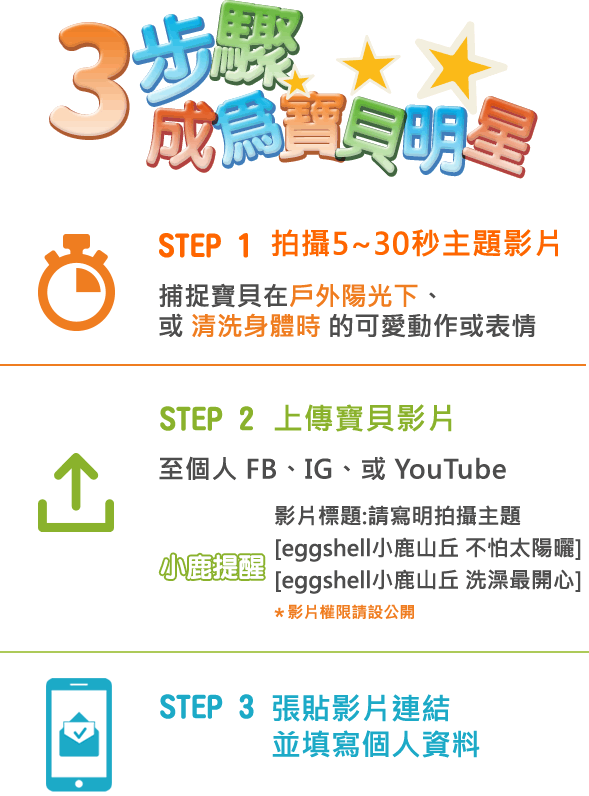 3步驟
成為寶貝明星
STEP 1 拍攝5~30秒主題影片
捕捉寶貝在戶外陽光下、
或 清洗身體時 的可愛動作或表情
STEP 2 上傳寶貝影片
至個人 FB、IG、或 YouTube
影片標題:請寫明拍攝主題
小鹿提醒
[eggshell小鹿山丘 不怕太陽曬]
[eggshell小鹿山丘 洗澡最開心]
*影片權限請設公開
STEP 3 張貼影片連結
並填寫個人資料